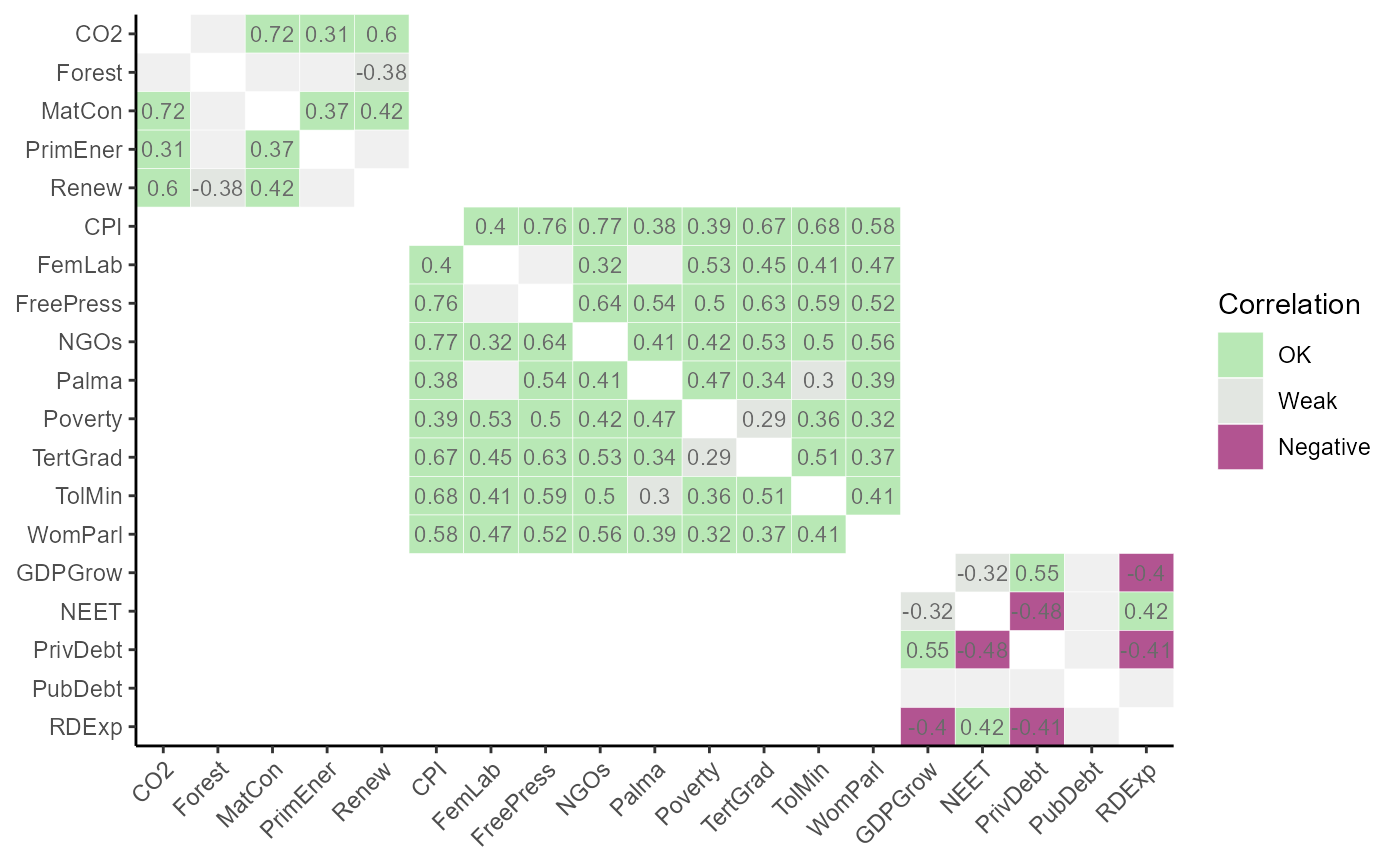 CO2 0.72 0.31 0.6
Forest -0.38
MatCon 0.72 0.37 0.42
PrimEner 0.31 0.37
Renew 0.6 -0.38 0.42
CPI 0.4 0.76 0.77 0.38 0.39 0.67 0.68 0.58
FemLab 0.4 0.32 0.53 0.45 0.41 0.47
FreePress 0.76 0.64 0.54 0.5 0.63 0.59 0.52
NGOs 0.77 0.32 0.64 0.41 0.42 0.53 0.5 0.56
Palma 0.38 0.54 0.41 0.47 0.34 0.3 0.39
Poverty 0.39 0.53 0.5 0.42 0.47 0.29 0.36 0.32
TertGrad 0.67 0.45 0.63 0.53 0.34 0.29 0.51 0.37
TolMin 0.68 0.41 0.59 0.5 0.3 0.36 0.51 0.41
WomParl 0.58 0.47 0.52 0.56 0.39 0.32 0.37 0.41
GDPGrow -0.32 0.55 -0.4
NEET -0.32 -0.48 0.42
PrivDebt 0.55 -0.48 -0.41
PubDebt
RDExp -0.4 0.42 -0.41
CO2 Forest MatCon PrimEner Renew CPI FemLab FreePress NGOs Palma Poverty TertGrad TolMin WomParl GDPGrow NEET PrivDebt PubDebt RDExp
Correlation
OK
Weak
Negative